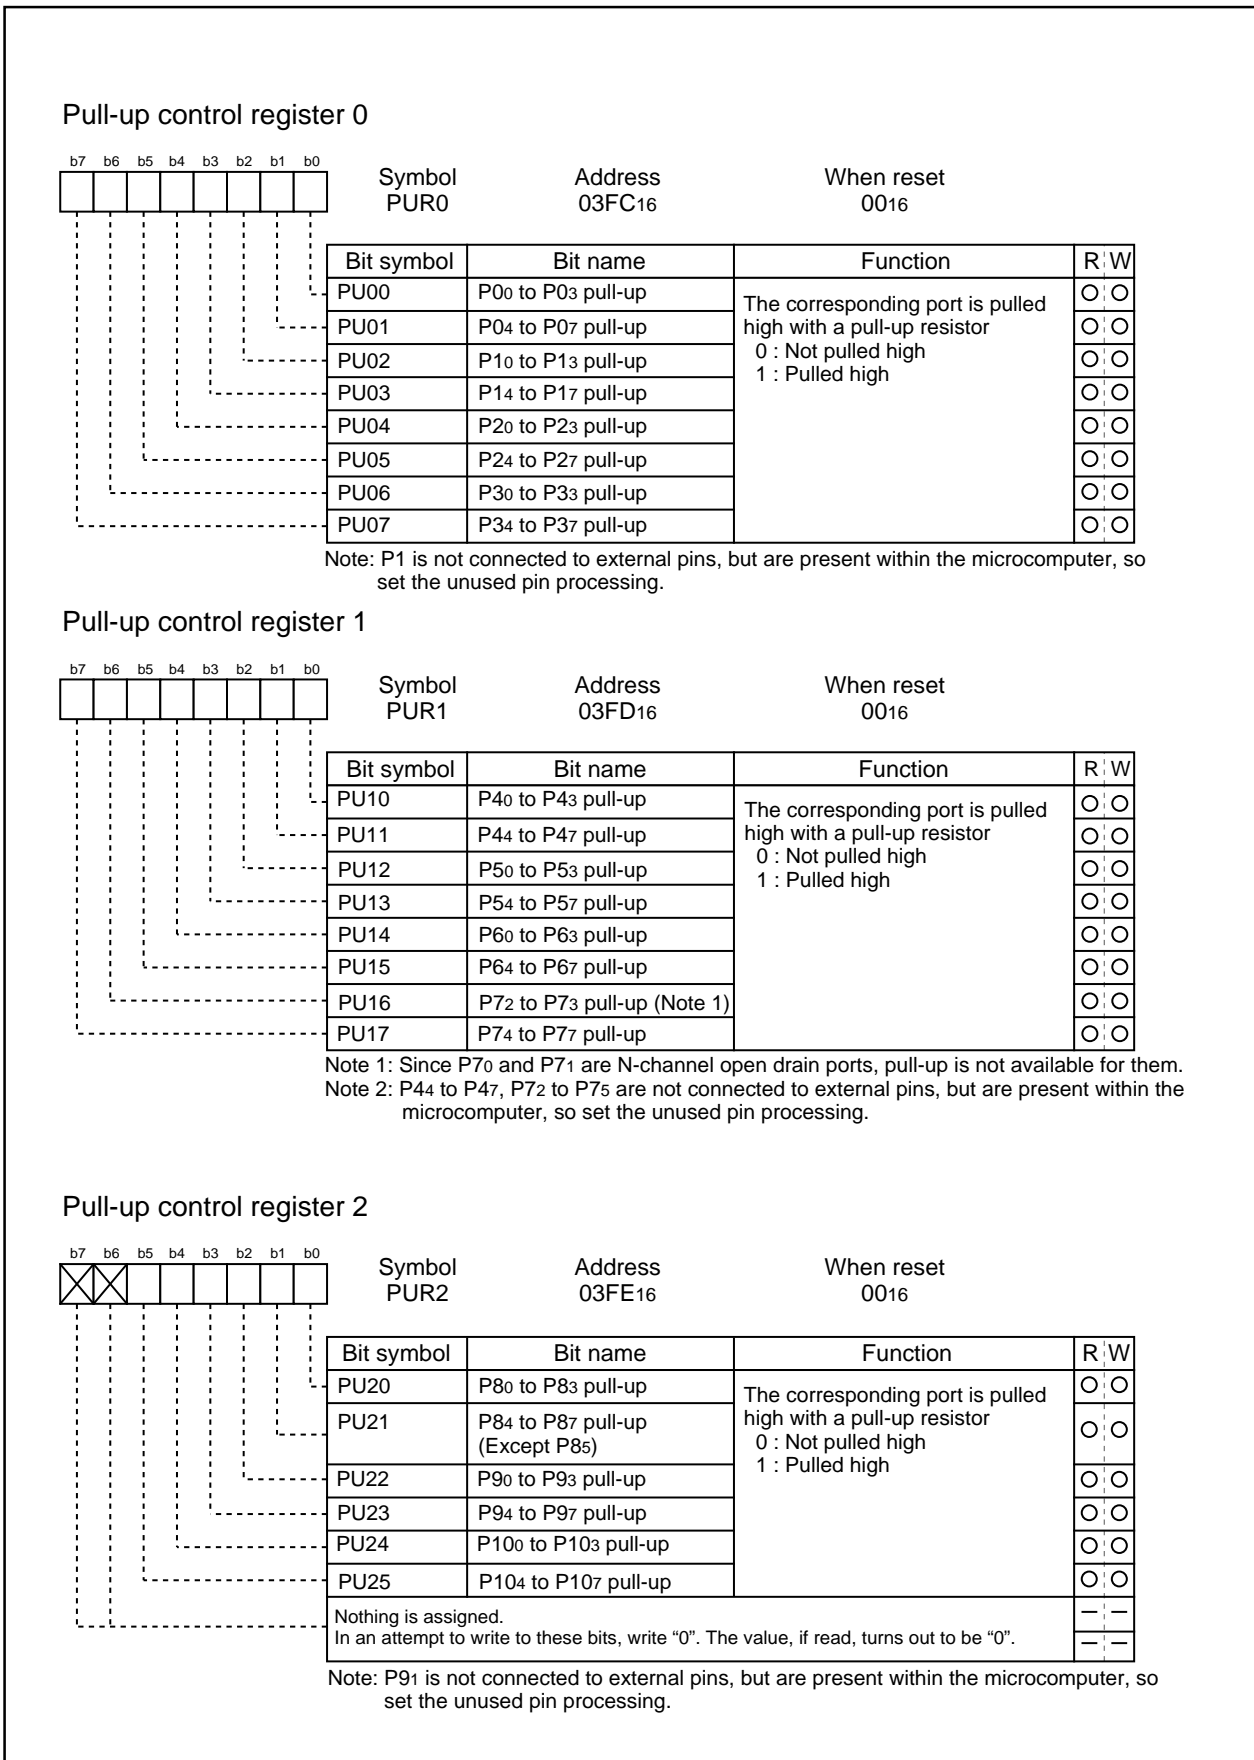 Pull-up control register 0
b7 b6 b5 b4 b3 b2 b1 b0
Symbol Address When reset
PUR0 03FC16 0016
Bit symbol Bit name Function R W
PU00 P00 to P03 pull-up
The corresponding port is pulled
high with a pull-up resistor
0 : Not pulled high
1 : Pulled high
PU01 P04 to P07 pull-up
PU02 P10 to P13 pull-up
PU03 P14 to P17 pull-up
PU04 P20 to P23 pull-up
PU05 P24 to P27 pull-up
PU06 P30 to P33 pull-up
PU07 P34 to P37 pull-up
Note: P1 is not connected to external pins, but are present within the microcomputer, so
set the unused pin processing.
Pull-up control register 1
b7 b6 b5 b4 b3 b2 b1 b0
Symbol Address When reset
PUR1 03FD16 0016
Bit symbol Bit name Function R W
PU10 P40 to P43 pull-up
The corresponding port is pulled
high with a pull-up resistor
0 : Not pulled high
1 : Pulled high
PU11 P44 to P47 pull-up
PU12 P50 to P53 pull-up
PU13 P54 to P57 pull-up
PU14 P60 to P63 pull-up
PU15 P64 to P67 pull-up
PU16 P72 to P73 pull-up (Note 1)
PU17 P74 to P77 pull-up
Note 1: Since P70 and P71 are N-channel open drain ports, pull-up is not available for them.
Note 2: P44 to P47, P72 to P75 are not connected to external pins, but are present within the
microcomputer, so set the unused pin processing.
Pull-up control register 2
b7 b6 b5 b4 b3 b2 b1 b0
Symbol Address When reset
PUR2 03FE16 0016
Bit symbol Bit name Function R W
PU20 P80 to P83 pull-up
The corresponding port is pulled
high with a pull-up resistor
0 : Not pulled high
1 : Pulled high
PU21 P84 to P87 pull-up
(Except P85)
PU22 P90 to P93 pull-up
PU23 P94 to P97 pull-up
PU24 P100 to P103 pull-up
PU25 P104 to P107 pull-up
Nothing is assigned.
In an attempt to write to these bits, write “0”. The value, if read, turns out to be “0”.
Note: P91 is not connected to external pins, but are present within the microcomputer, so
set the unused pin processing.